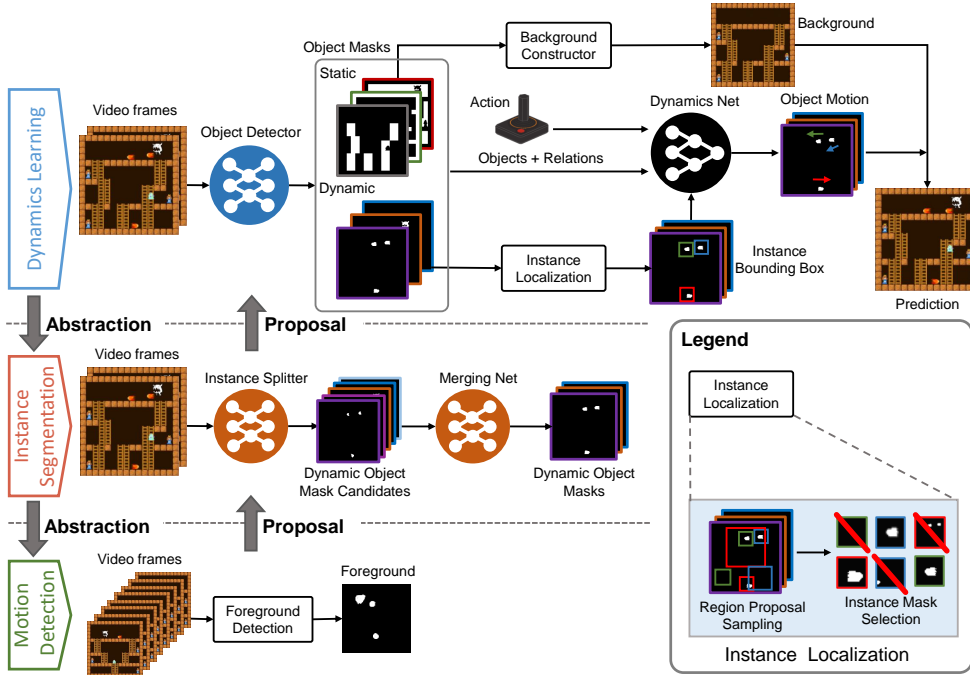 Dynamics Learning
Video frames
Object Detector
Object Masks
Static
Dynamic
Background
Constructor
Background
Action
Objects + Relations
Dynamics Net
Object Motion
Instance
Localization
Instance
Bounding Box
Prediction
Abstraction
Proposal
Instance
Segmentation
Video frames
Instance Splitter
Dynamic Object
Mask Candidates
Merging Net
Dynamic Object
Masks
Abstraction
Proposal
Motion
Detection
Video frames
Foreground
Detection
Foreground
Legend
Instance
Localization
Region Proposal
Sampling
Instance Mask
Selection
Instance Localization